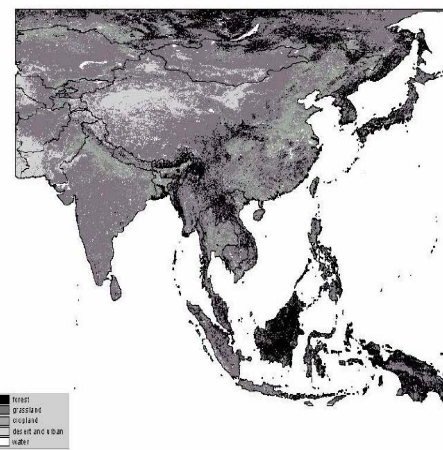 forest
grassland
cropland
desert and urban
water